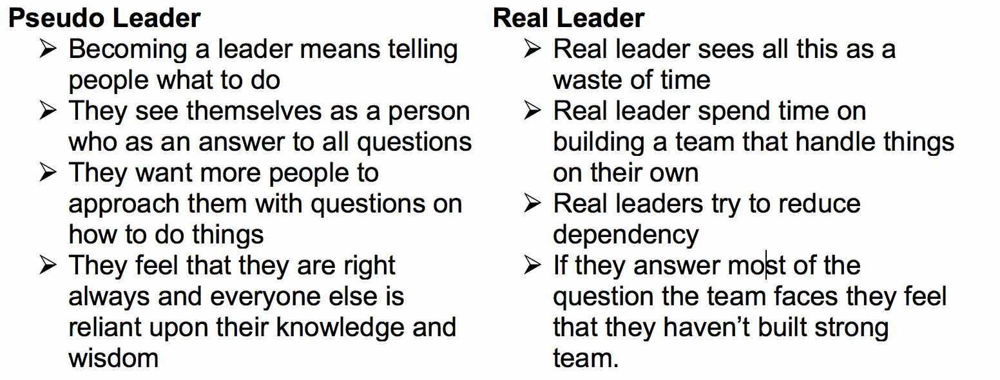 Pseudo Leader
➢ Becoming a leader means telling
people what to do
➢ They see themselves as a person
who as an answer to all questions
➢ They want more people to
approach them with questions on
how to do things
➢ They feel that they are right
always and everyone else is
reliant upon their knowledge and
wisdom
Real Leader
➢ Real leader sees all this as a
waste of time
➢ Real leader spend time on
building a team that handle things
on their own
➢ Real leaders try to reduce
dependency
➢ If they answer most of the
question the team faces they feel
that they haven’t built strong
team.